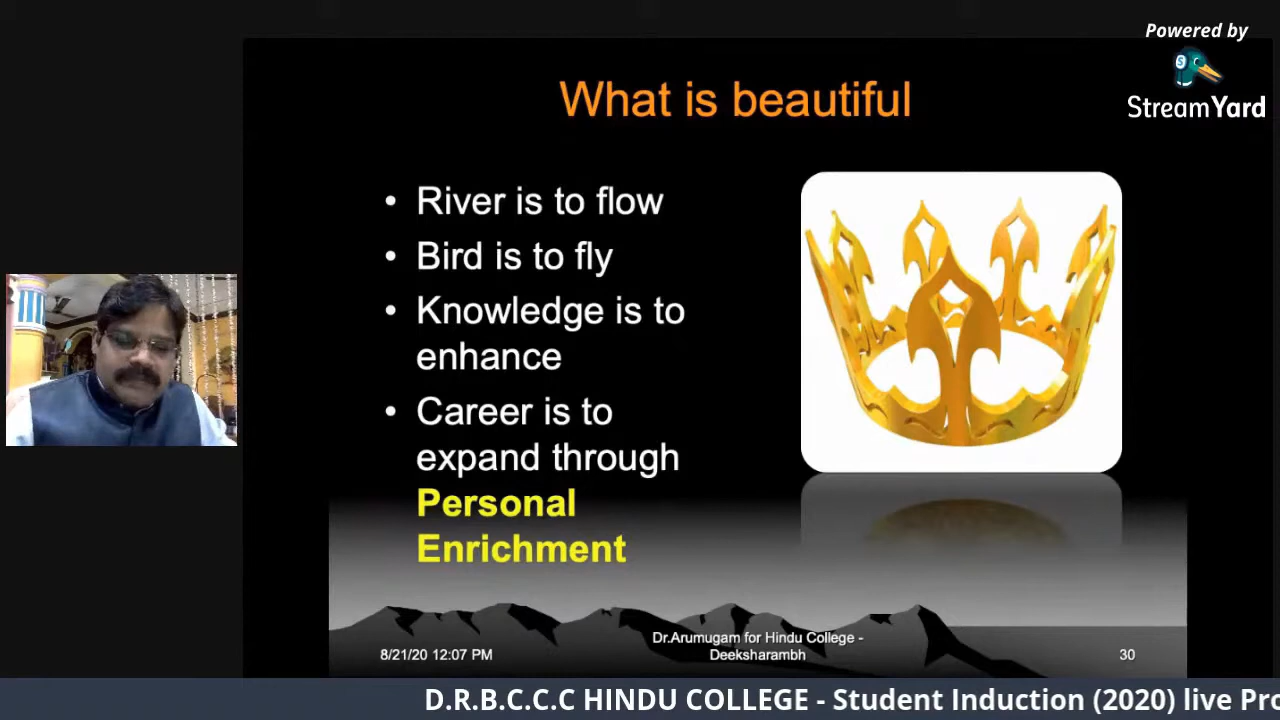 Powered by
StreamYard
What is beautiful
• River is to flow
• Bird is to fly
• Knowledge is to
enhance
• Career is to
expand through
Personal
Enrichment
8/21/20 12:07 PM
Dr.Arumugam for Hindu College -
Deeksharambh
30
D.R.B.C.C.C HINDU COLLEGE - Student Induction (2020) live Pro